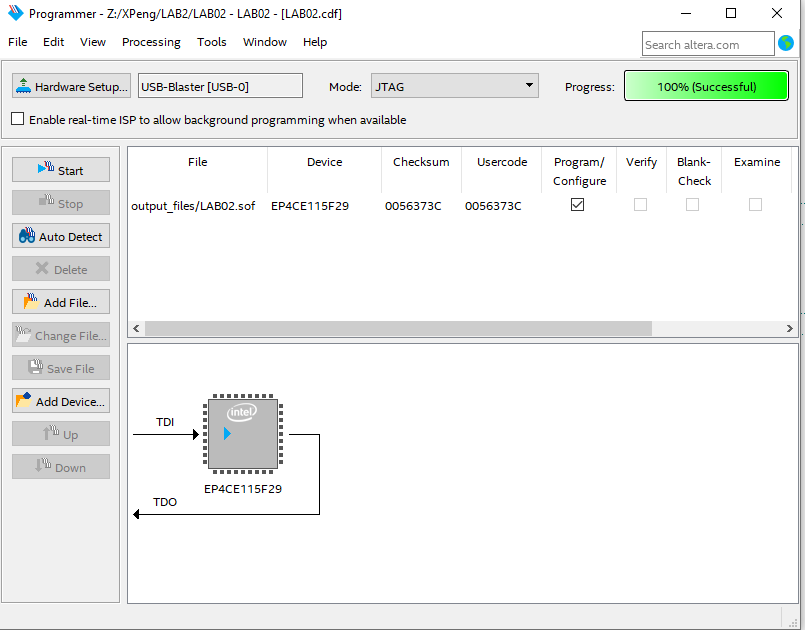 Programmer - Z:/XPeng/LAB2/LAB02 - LAB02 - [LAB02.cdf]
File Edit View Processing Tools Window Help
Search altera.com
Hardware Setup... USB-Blaster [USB-0] Mode: JTAG Progress: 100% (Successful)
Enable real-time ISP to allow background programming when available
Start
Stop
Auto Detect
Delete
Add File...
Change File...
Save File
Add Device...
Up
Down
File Device Checksum Usercode Program/ Verify Blank- Examine
Configure Check
output_files/LAB02.sof EP4CE115F29 0056373C 0056373C
intel
TDI
EP4CE115F29
TDO